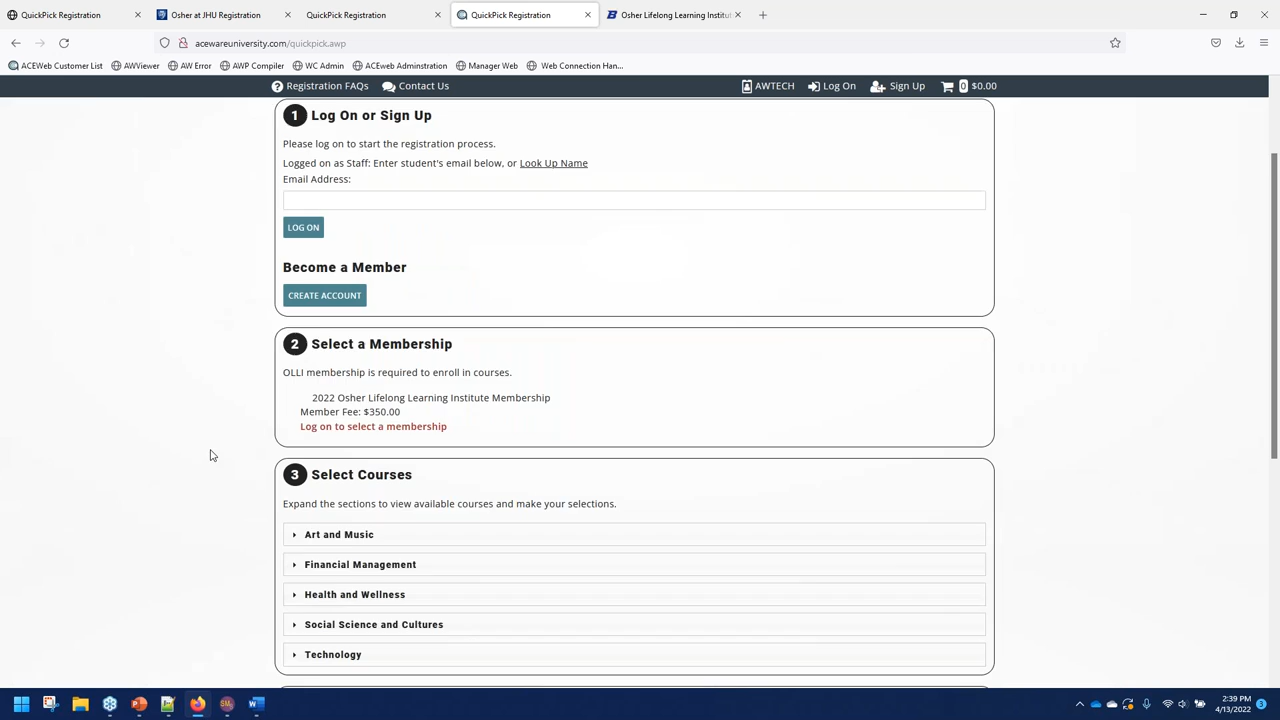 QuickPick Registration
Osher at JHU Registration
QuickPick Registration
QuickPick Registration
Osher Lifelong Learning Institut
acewareuniversity.com/quickpick.awp
ACEWeb Customer List
AWViewer
AW Error
AWP Compiler
WC Admin
ACEweb Adminstration
Manager Web
Web Connection Han...
Registration FAQs
Contact Us
AWTECH
Log On
Sign Up
0 $0.00
1 Log On or Sign Up
Please log on to start the registration process.
Logged on as Staff: Enter student's email below, or Look Up Name
Email Address:
LOG ON
Become a Member
CREATE ACCOUNT
2 Select a Membership
OLLI membership is required to enroll in courses.
2022 Osher Lifelong Learning Institute Membership
Member Fee: $350.00
Log on to select a membership
3 Select Courses
Expand the sections to view available courses and make your selections.
Art and Music
Financial Management
Health and Wellness
Social Science and Cultures
Technology
2:39 PM
4/13/2022
3